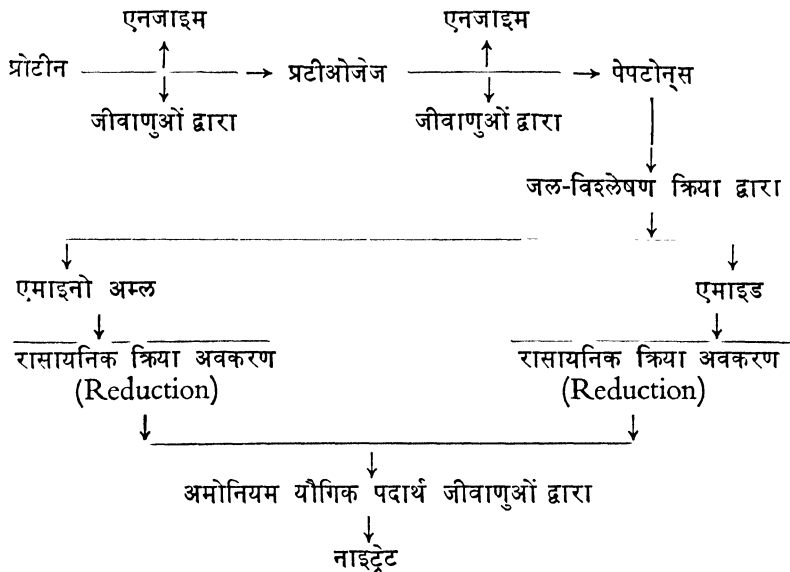 एनजाइम एनजाइम
प्रोटीन प्रटीओजेज पेपटोन्स
जीवाणुओं द्वारा जीवाणुओं द्वारा
जल-विश्लेषण क्रिया द्वारा
एमाइनो अम्ल एमाइड
रासायनिक क्रिया अवकरण रासायनिक क्रिया अवकरण
(Reduction) (Reduction)
अमोनियम यौगिक पदार्थ जीवाणुओं द्वारा
नाइट्रेट